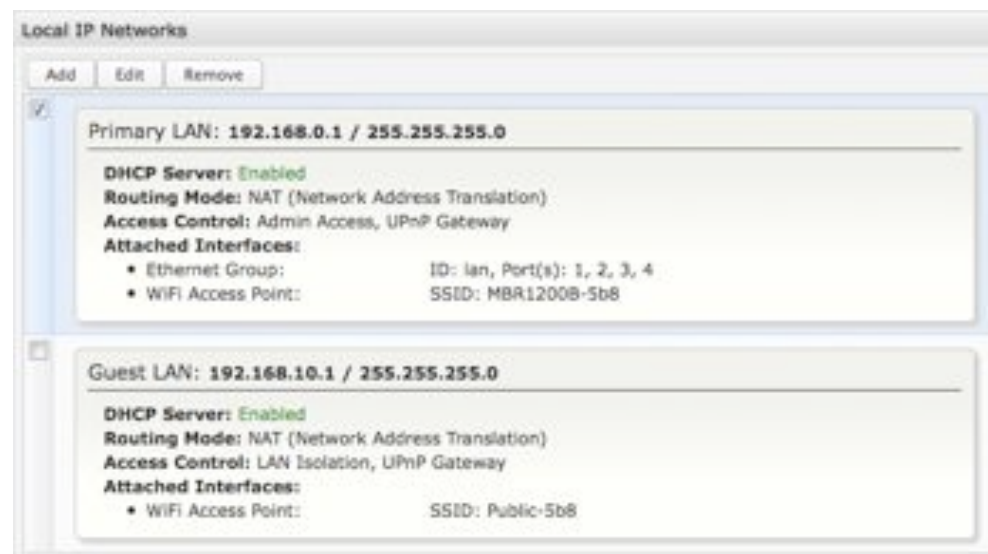 Local IP Networks
Add Edit Remove
Primary LAN: 192.168.0.1 / 255.255.255.0
DHCP Server: Enabled
Routing Mode: NAT (Network Address Translation)
Access Control: Admin Access, UPnP Gateway
Attached Interfaces:
• Ethernet Group: ID: lan, Port(s): 1, 2, 3, 4
• WiFi Access Point: SSID: MBR1200B-5b8
Guest LAN: 192.168.10.1 / 255.255.255.0
DHCP Server: Enabled
Routing Mode: NAT (Network Address Translation)
Access Control: LAN Isolation, UPnP Gateway
Attached Interfaces:
• WiFi Access Point: SSID: Public-5b8